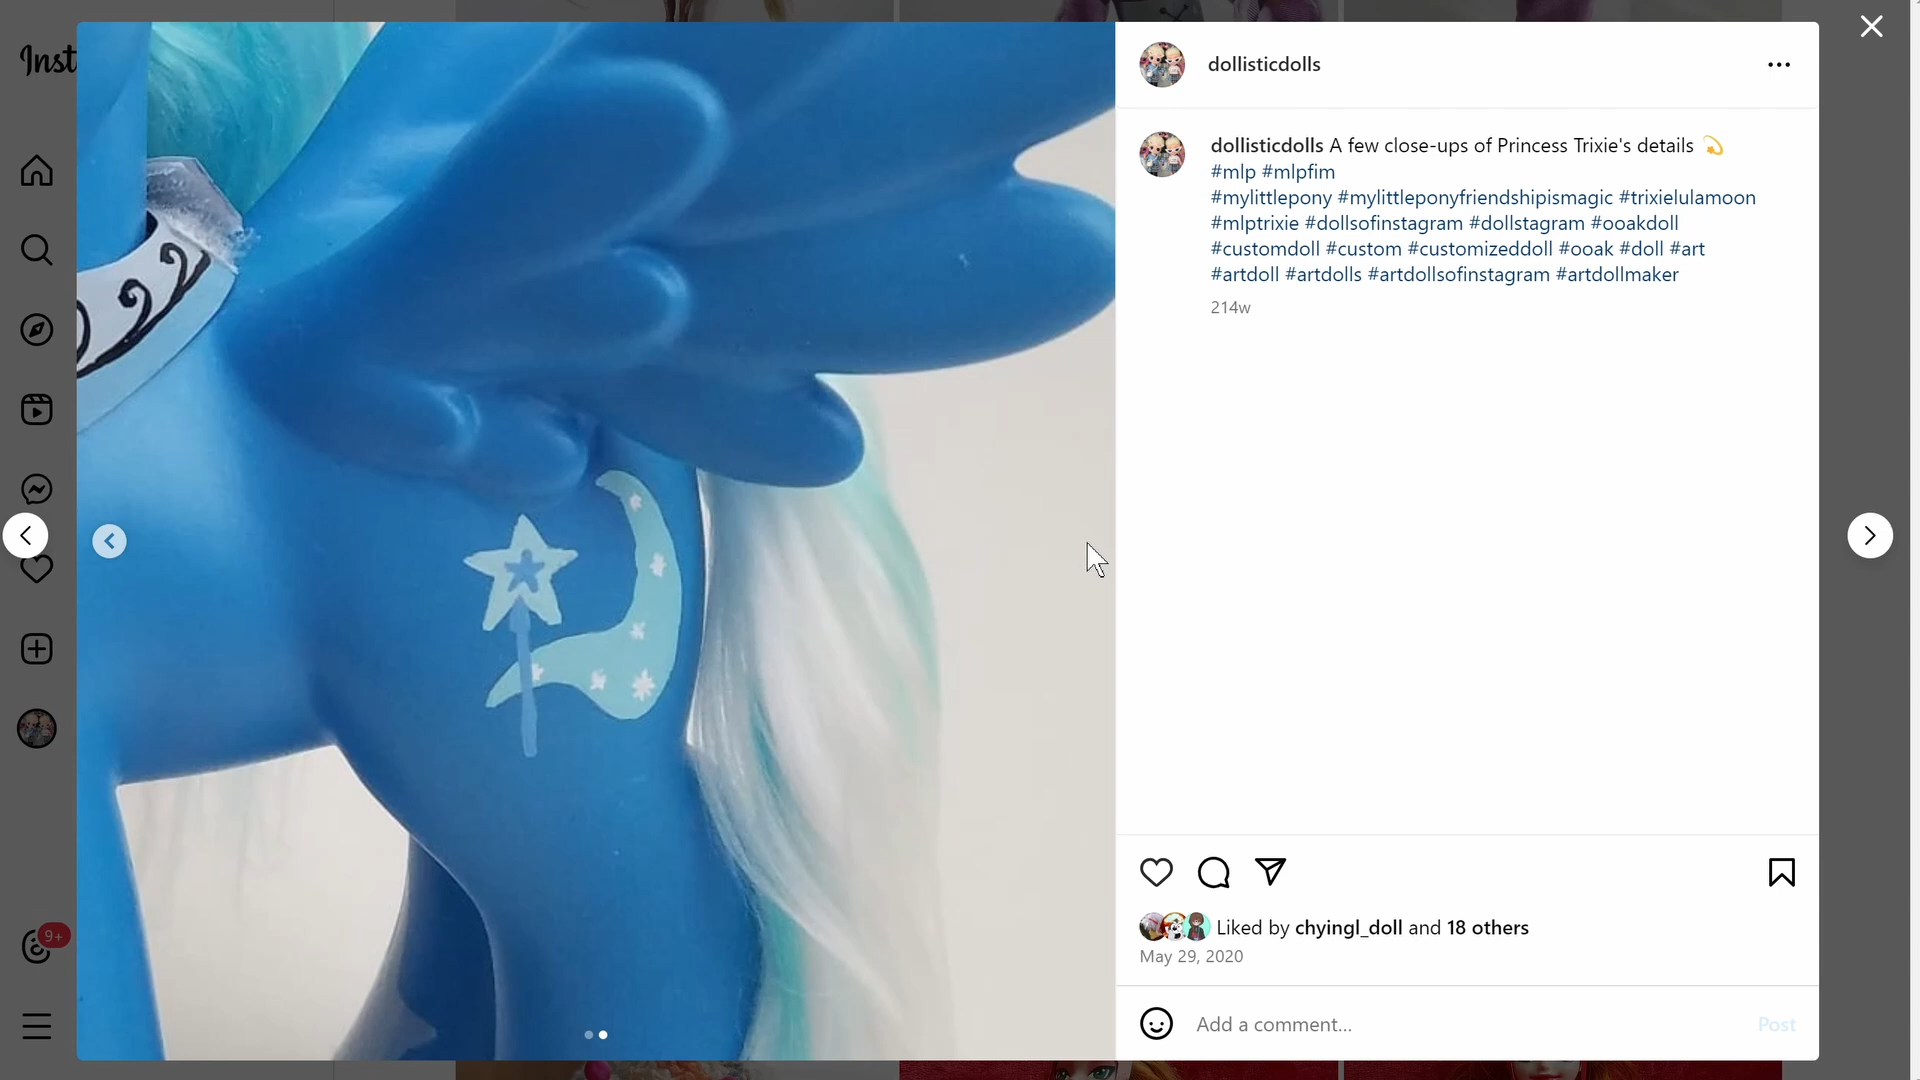 Inst
dollisticdolls
dollisticdolls A few close-ups of Princess Trixie's details 💫
#mlp #mlpfim
#mylittlepony #mylittleponyfriendshipismagic #trixielulamoon
#mlptrixie #dollsofinstagram #dollstagram #ooakdoll
#customdoll #custom #customizeddoll #ooak #doll #art
#artdoll #artdolls #artdollsofinstagram #artdollmaker
214w
9+
Liked by chyingl_doll and 18 others
May 29, 2020
Add a comment...
Post